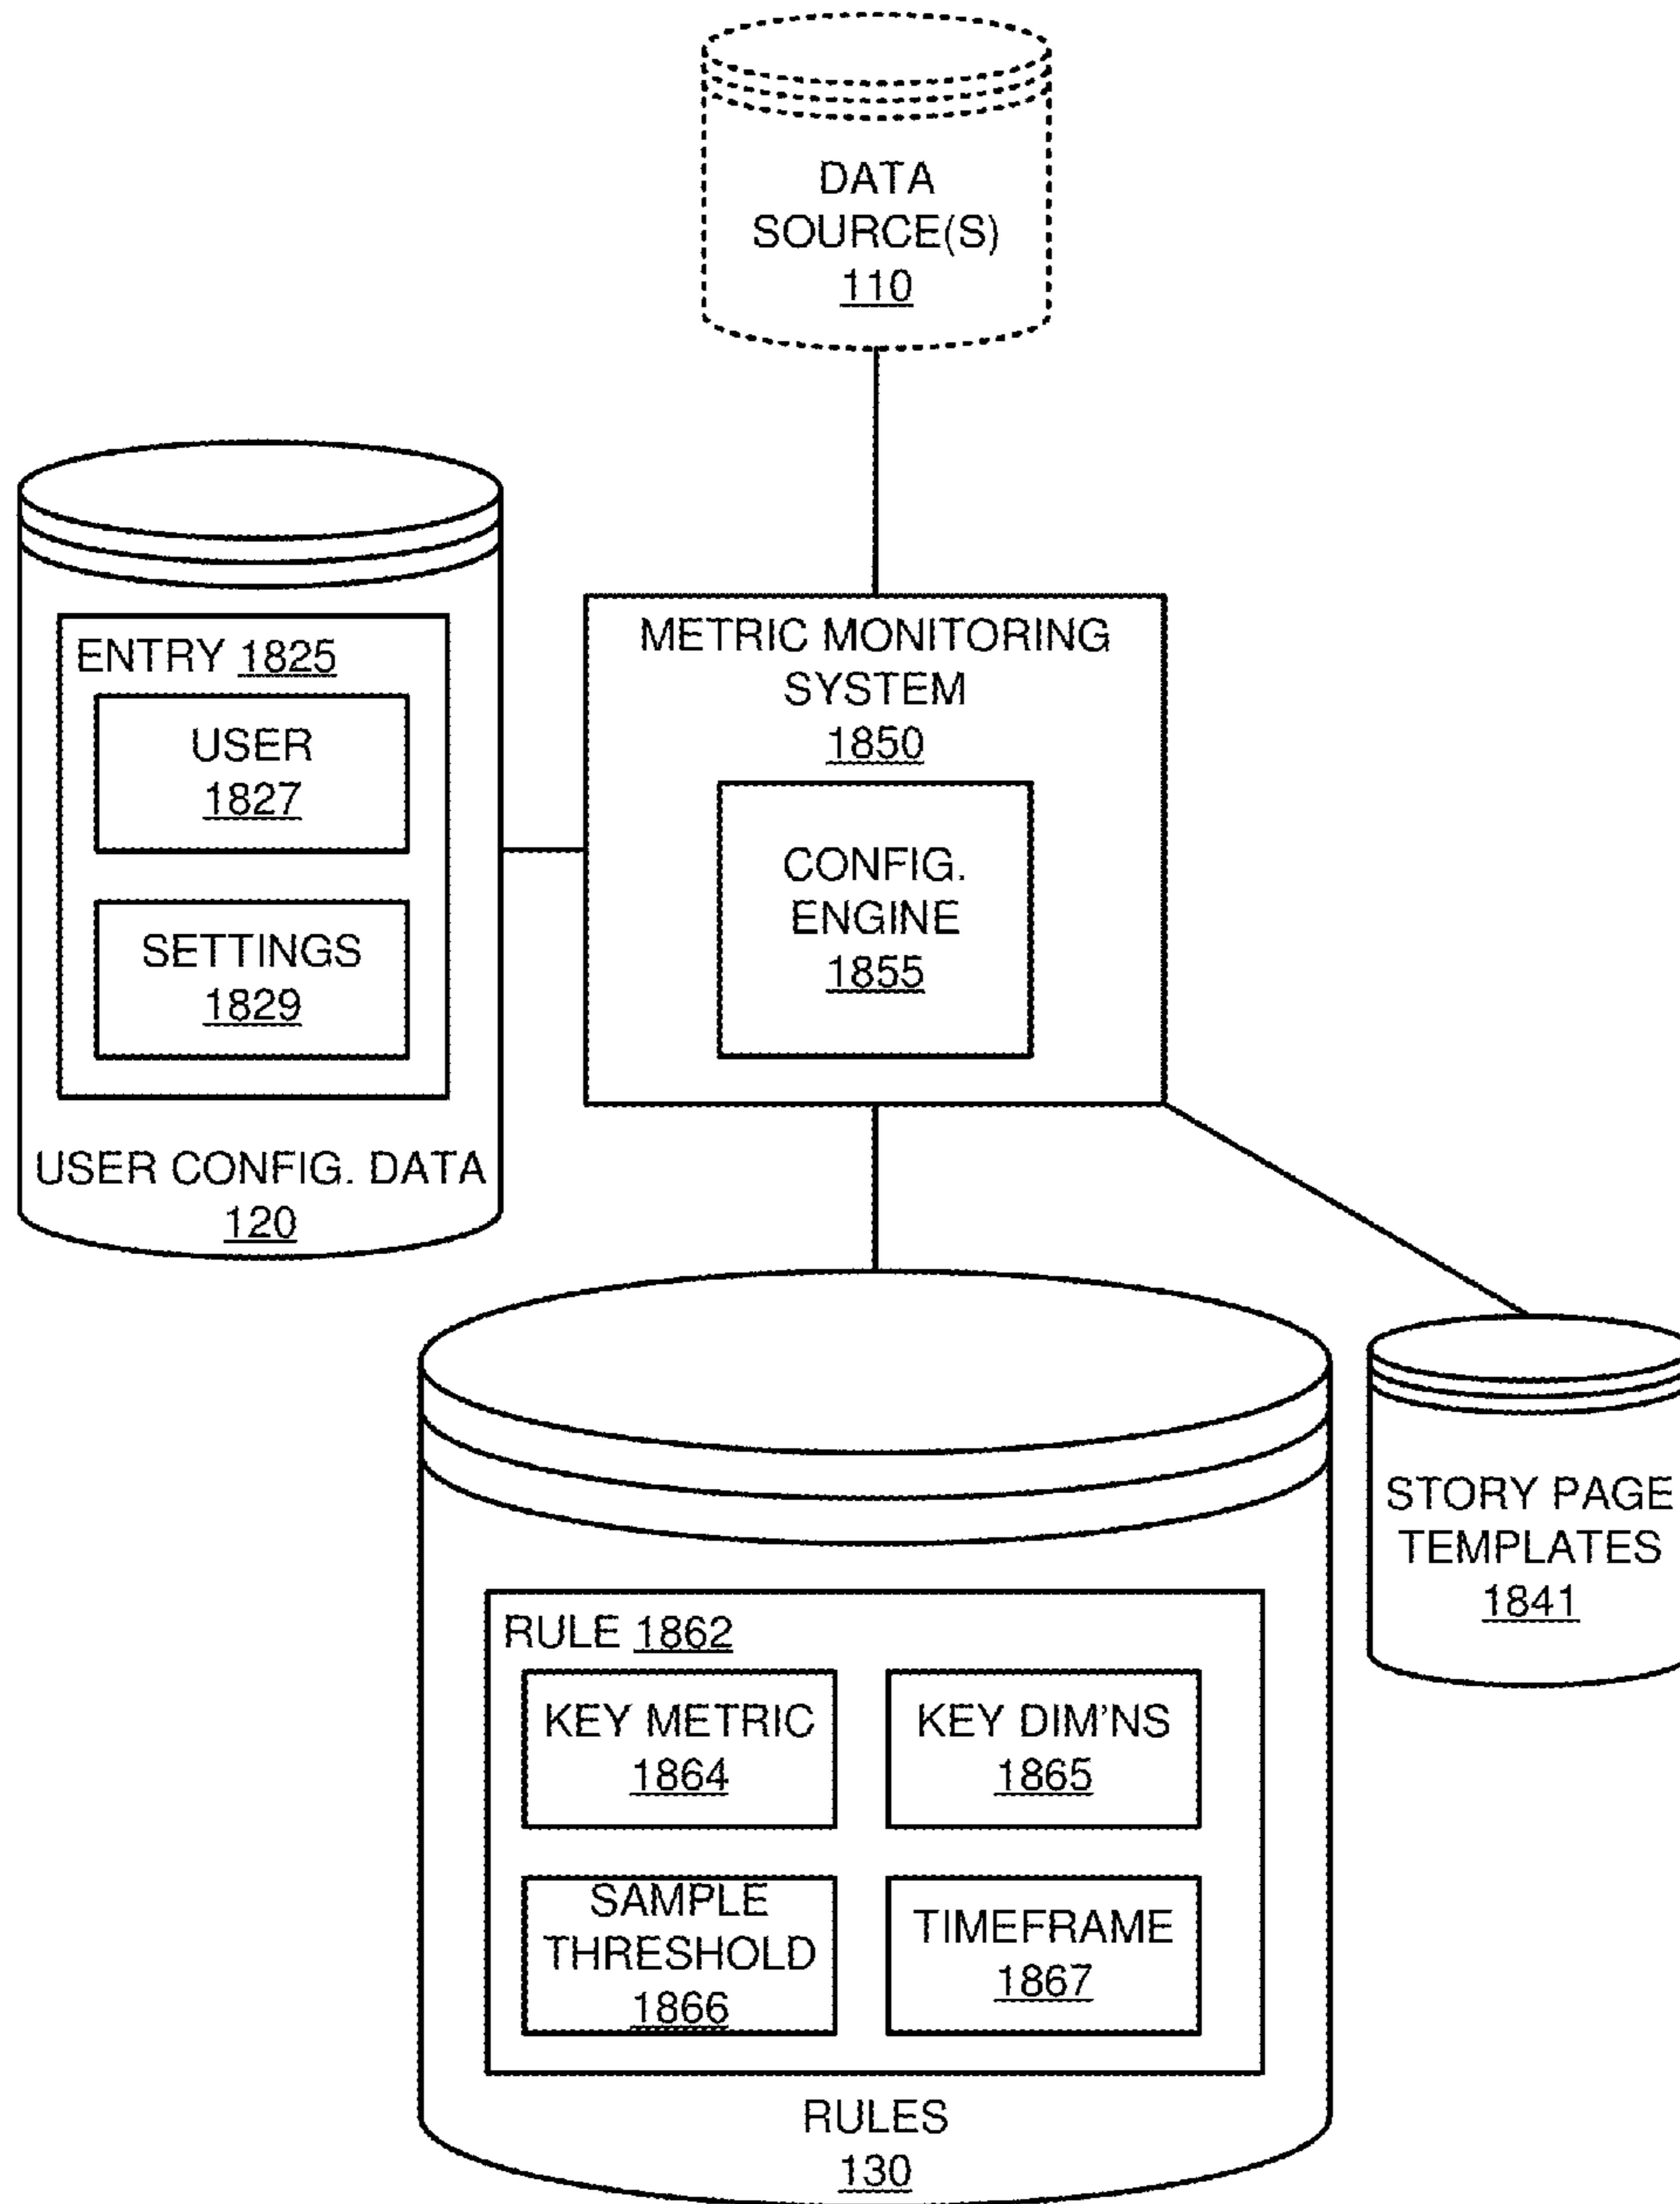 DATA
SOURCE(S)
110
ENTRY 1825
USER
1827
SETTINGS
1829
USER CONFIG. DATA
120
METRIC MONITORING
SYSTEM
1850
CONFIG.
ENGINE
1855
STORY PAGE
TEMPLATES
1841
RULE 1862
KEY METRIC
1864
KEY DIM'NS
1865
SAMPLE
THRESHOLD
1866
TIMEFRAME
1867
RULES
130